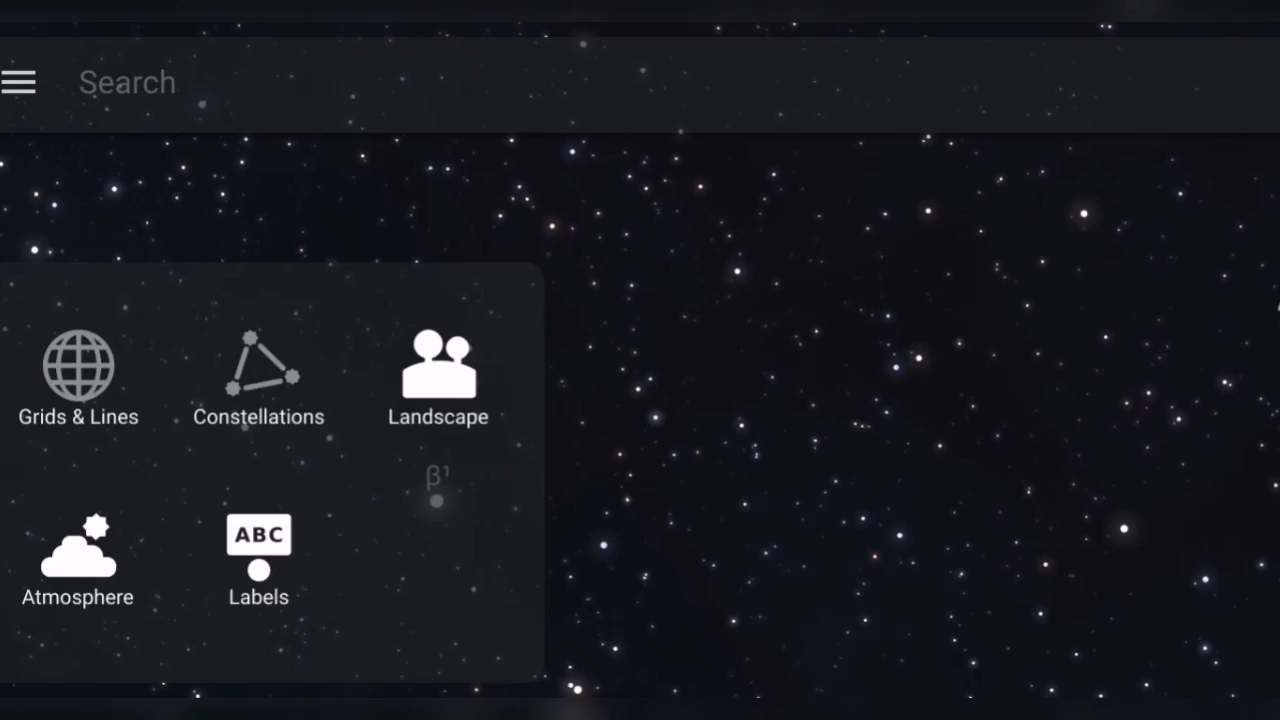 Search
Grids & Lines
Constellations
Landscape
β¹
ABC
Atmosphere
Labels